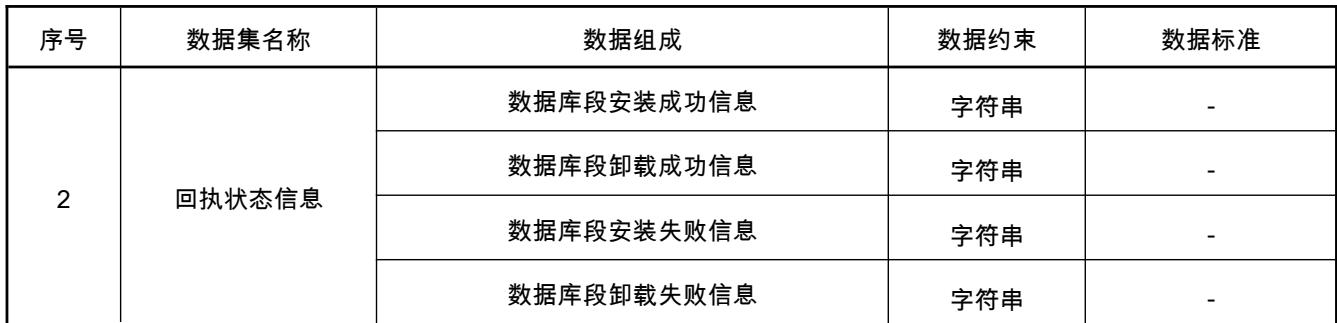 序号 数据集名称 数据组成 数据约束 数据标准
数据库段安装成功信息 字符串 -
数据库段卸载成功信息 字符串 -
2 回执状态信息
数据库段安装失败信息 字符串 -
数据库段卸载失败信息 字符串 -